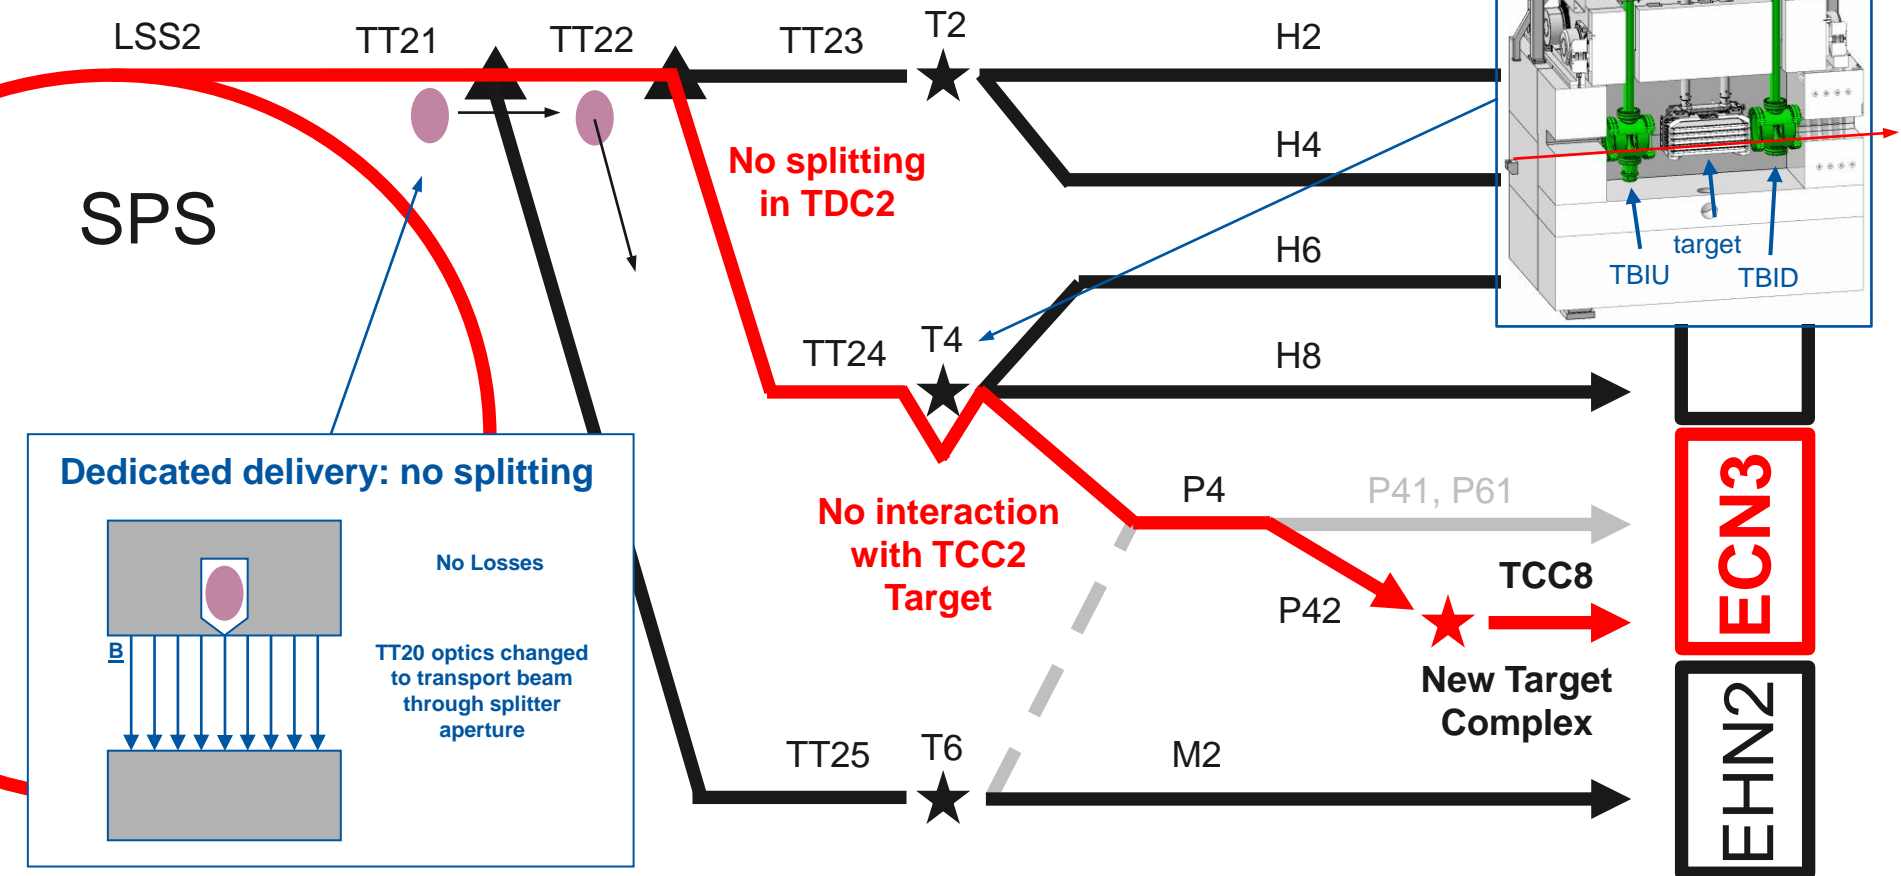 LSS2
TT21
TT22
TT23
T2
H2
H4
No splitting
in TDC2
SPS
H6
target
TBIU
TBID
TT24
T4
H8
Dedicated delivery: no splitting
No Losses
B
TT20 optics changed
to transport beam
through splitter
aperture
No interaction
with TCC2
Target
P4
P41, P61
TCC8
P42
New Target
Complex
ECN3
TT25
T6
M2
EHN2